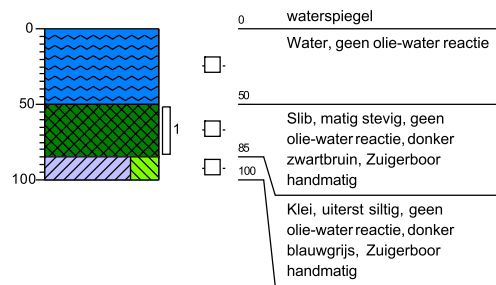 0
waterspiegel
0
Water, geen olie-water reactie
50
50
Slib, matig stevig, geen
olie-water reactie, donker
1
zwartbruin, Zuigerboor
85
handmatig
100
100
Klei, uiterst siltig, geen
olie-water reactie, donker
blauwgrijs, Zuigerboor
handmatig